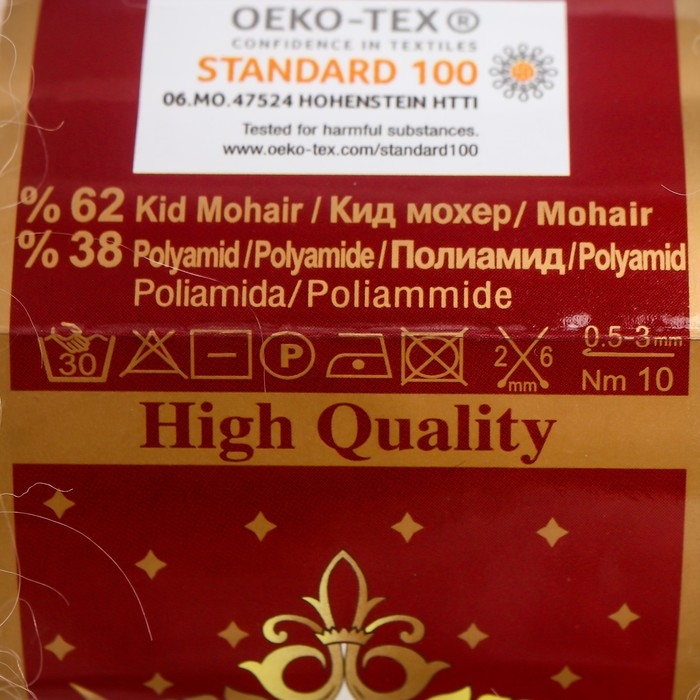 OEKO-TEX®
CONFIDENCE IN TEXTILES
STANDARD 100
06.MO.47524 HOHENSTEIN HTTI
Tested for harmful substances.
www.oeko-tex.com/standard100
% 62 Kid Mohair / Кид мохер/ Mohair
% 38 Polyamid/Polyamide/Полиамид/Polyamid
Poliamida/Poliammide
30 P 2 6 mm 0.5-3 mm
Nm 10
High Quality